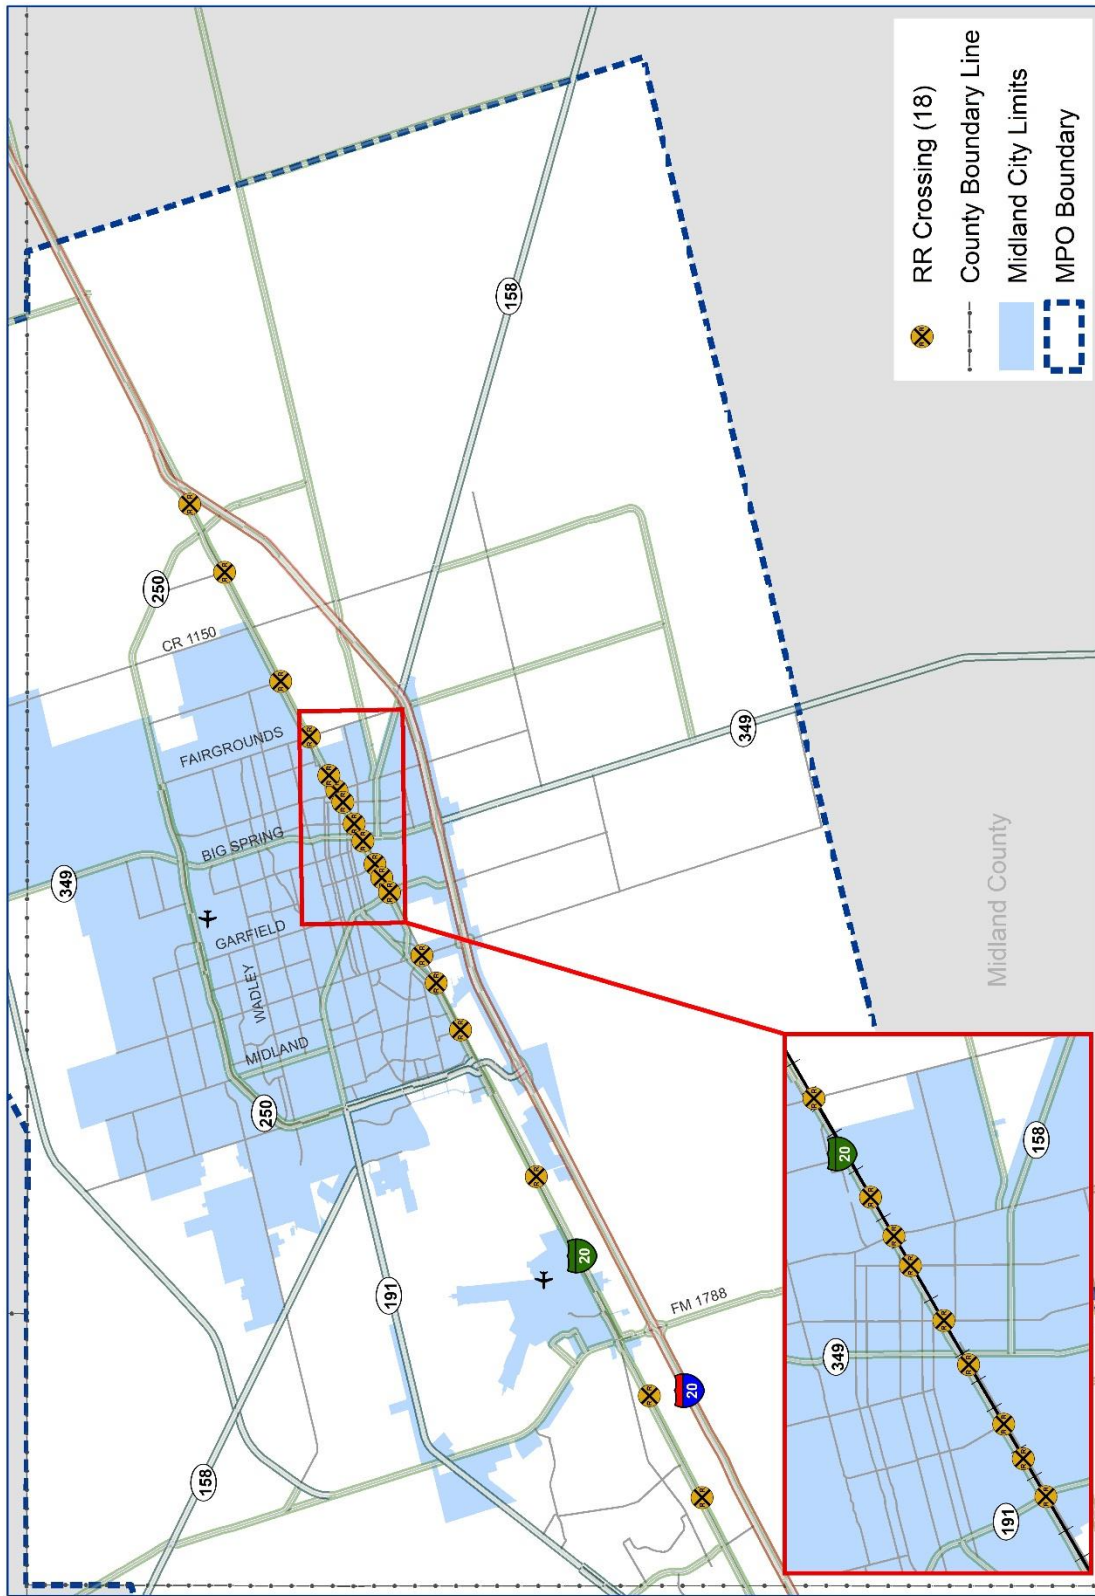 349
250
CR 1150
FAIRGROUNDS
BIG SPRING
GARFIELD
WADLEY
MIDLAND
250
158
349
191
158
20
20
FM 1788
Midland County
349
20
158
191
RR Crossing (18)
County Boundary Line
Midland City Limits
MPO Boundary